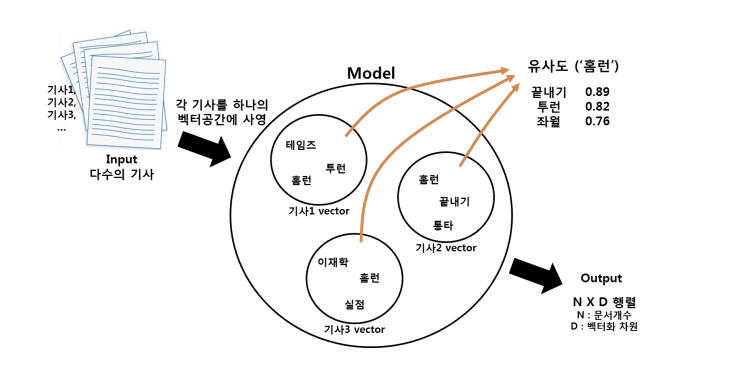 기사1,
기사2,
기사3,
...
Input
다수의 기사
각 기사를 하나의
벡터공간에 사영
Model
테임즈
투런
홈런
기사1 vector
홈런
끝내기
통타
기사2 vector
이재학
홈런
실점
기사3 vector
유사도 ('홈런')
끝내기 0.89
투런 0.82
좌월 0.76
Output
N X D 행렬
N : 문서개수
D : 벡터화 차원